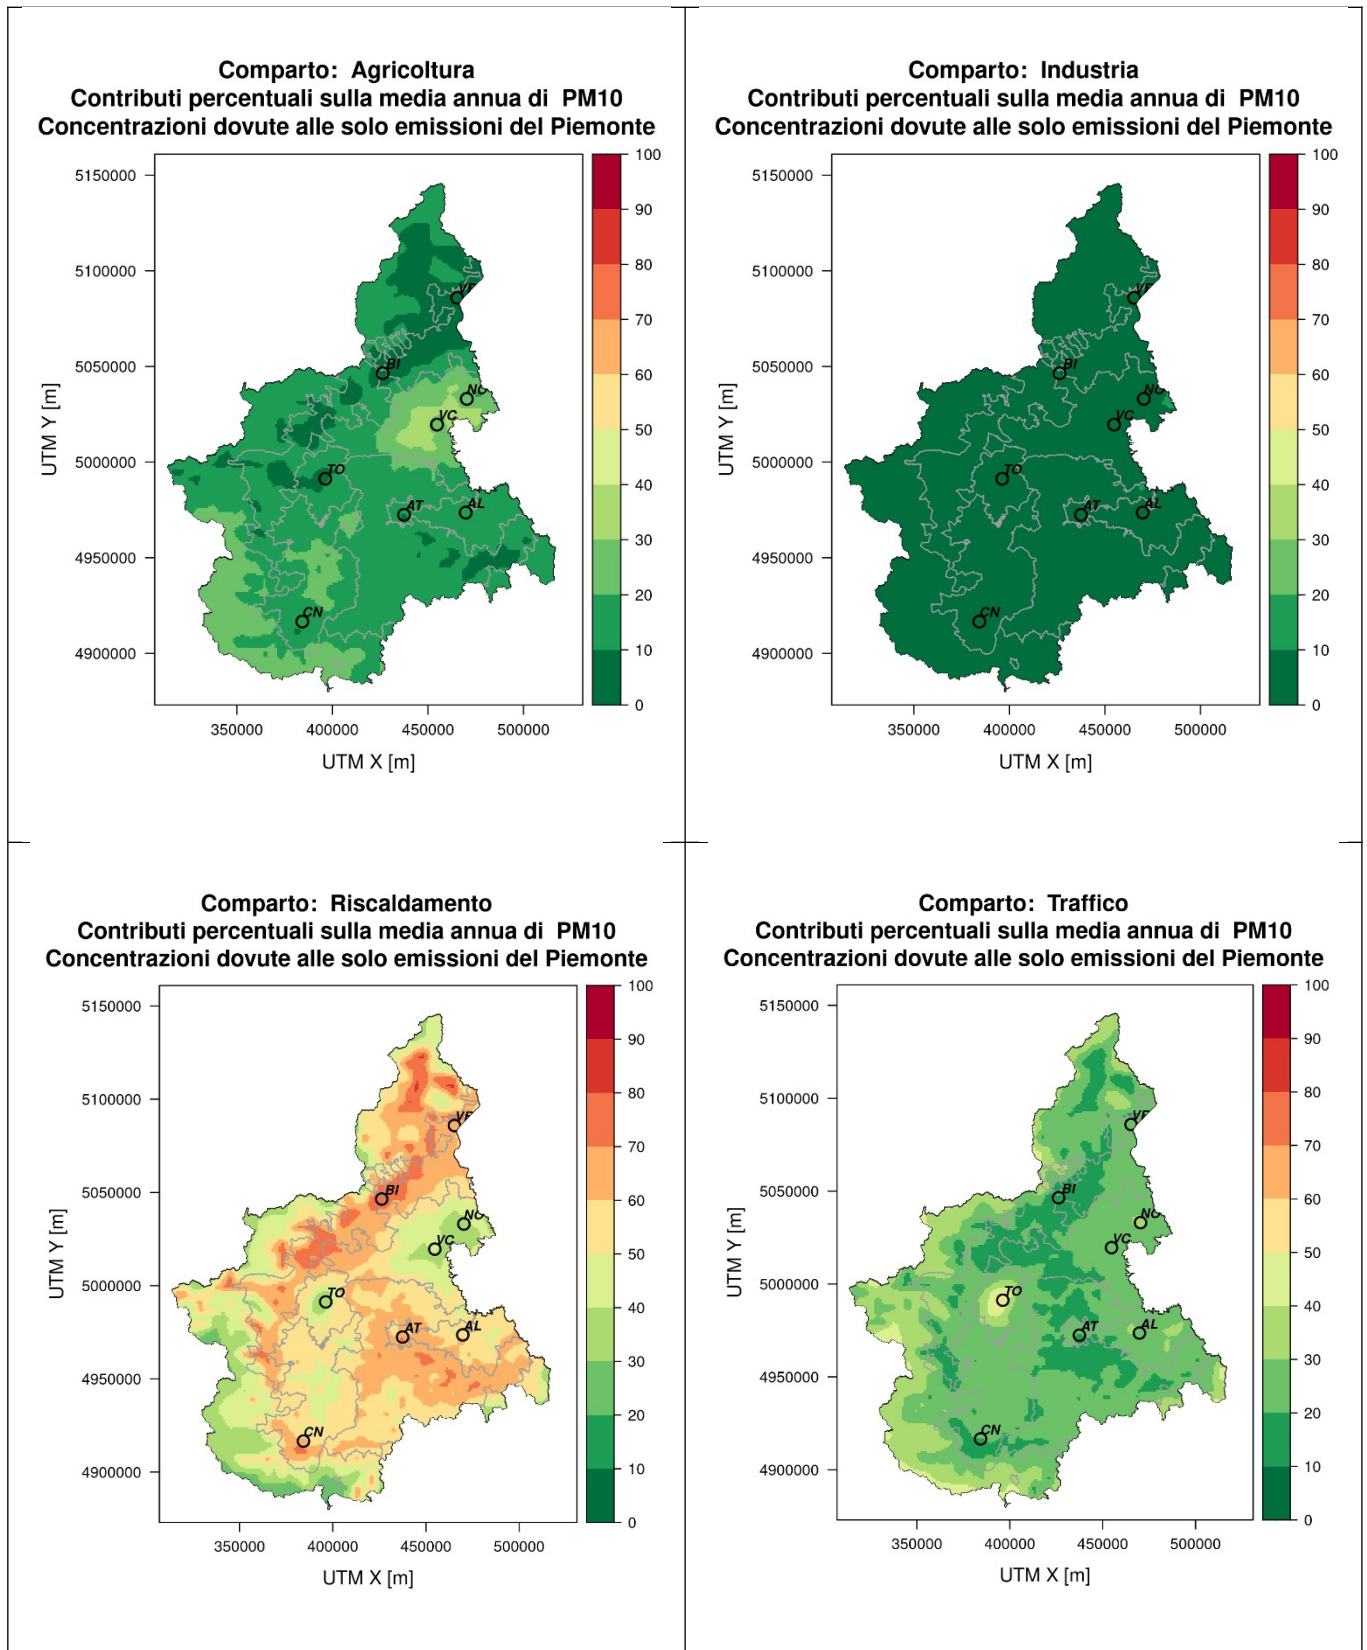 Comparto: Agricoltura
Contributi percentuali sulla media annua di PM10
Concentrazioni dovute alle solo emissioni del Piemonte
5150000
5100000
5050000
5000000
4950000
4900000
UTM Y [m]
350000 400000 450000 500000
UTM X [m]
BI
VC
TO
AT
AL
CN
100
90
80
70
60
50
40
30
20
10
0
Comparto: Industria
Contributi percentuali sulla media annua di PM10
Concentrazioni dovute alle solo emissioni del Piemonte
5150000
5100000
5050000
5000000
4950000
4900000
UTM Y [m]
350000 400000 450000 500000
UTM X [m]
BI
VC
TO
AT
AL
CN
100
90
80
70
60
50
40
30
20
10
0
Comparto: Riscaldamento
Contributi percentuali sulla media annua di PM10
Concentrazioni dovute alle solo emissioni del Piemonte
5150000
5100000
5050000
5000000
4950000
4900000
UTM Y [m]
350000 400000 450000 500000
UTM X [m]
BI
VC
TO
AT
AL
CN
100
90
80
70
60
50
40
30
20
10
0
Comparto: Traffico
Contributi percentuali sulla media annua di PM10
Concentrazioni dovute alle solo emissioni del Piemonte
5150000
5100000
5050000
5000000
4950000
4900000
UTM Y [m]
350000 400000 450000 500000
UTM X [m]
BI
VC
TO
AT
AL
CN
100
90
80
70
60
50
40
30
20
10
0